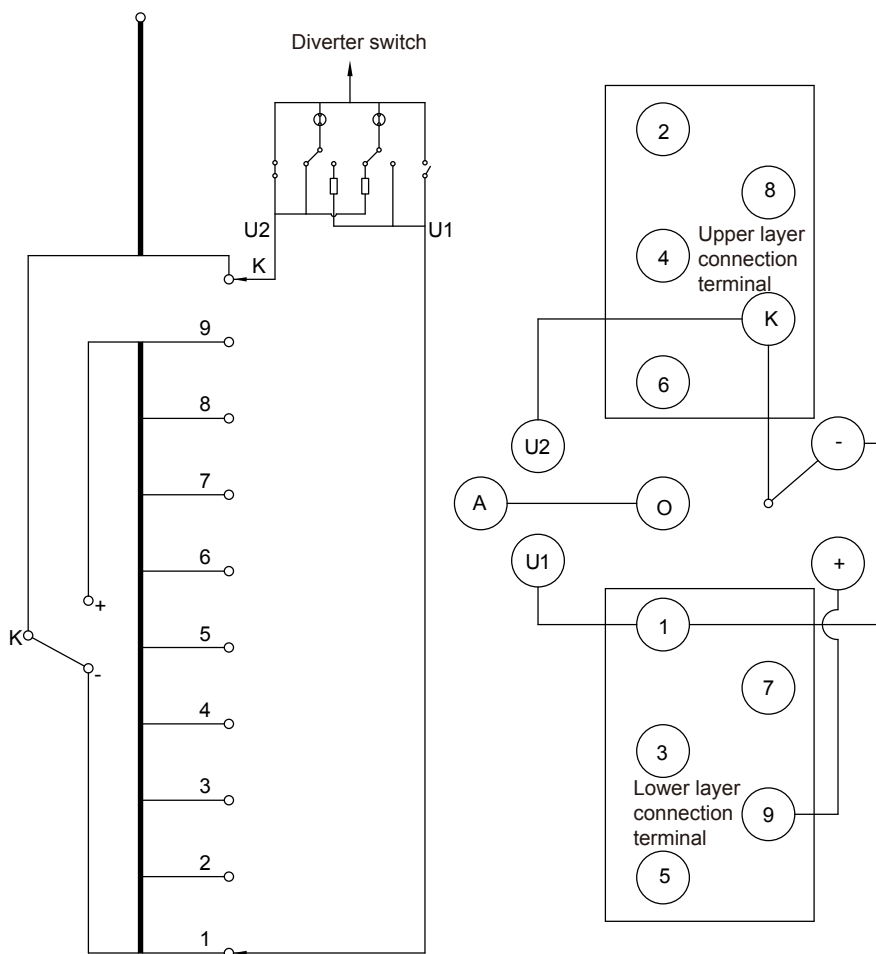 Diverter switch
U2
U1
K
9
8
7
6
5
4
3
2
1
+
K
-
2
8
4
Upper layer
connection
terminal
K
6
U2
-
A
O
U1
+
1
7
3
Lower layer
connection
terminal
9
5